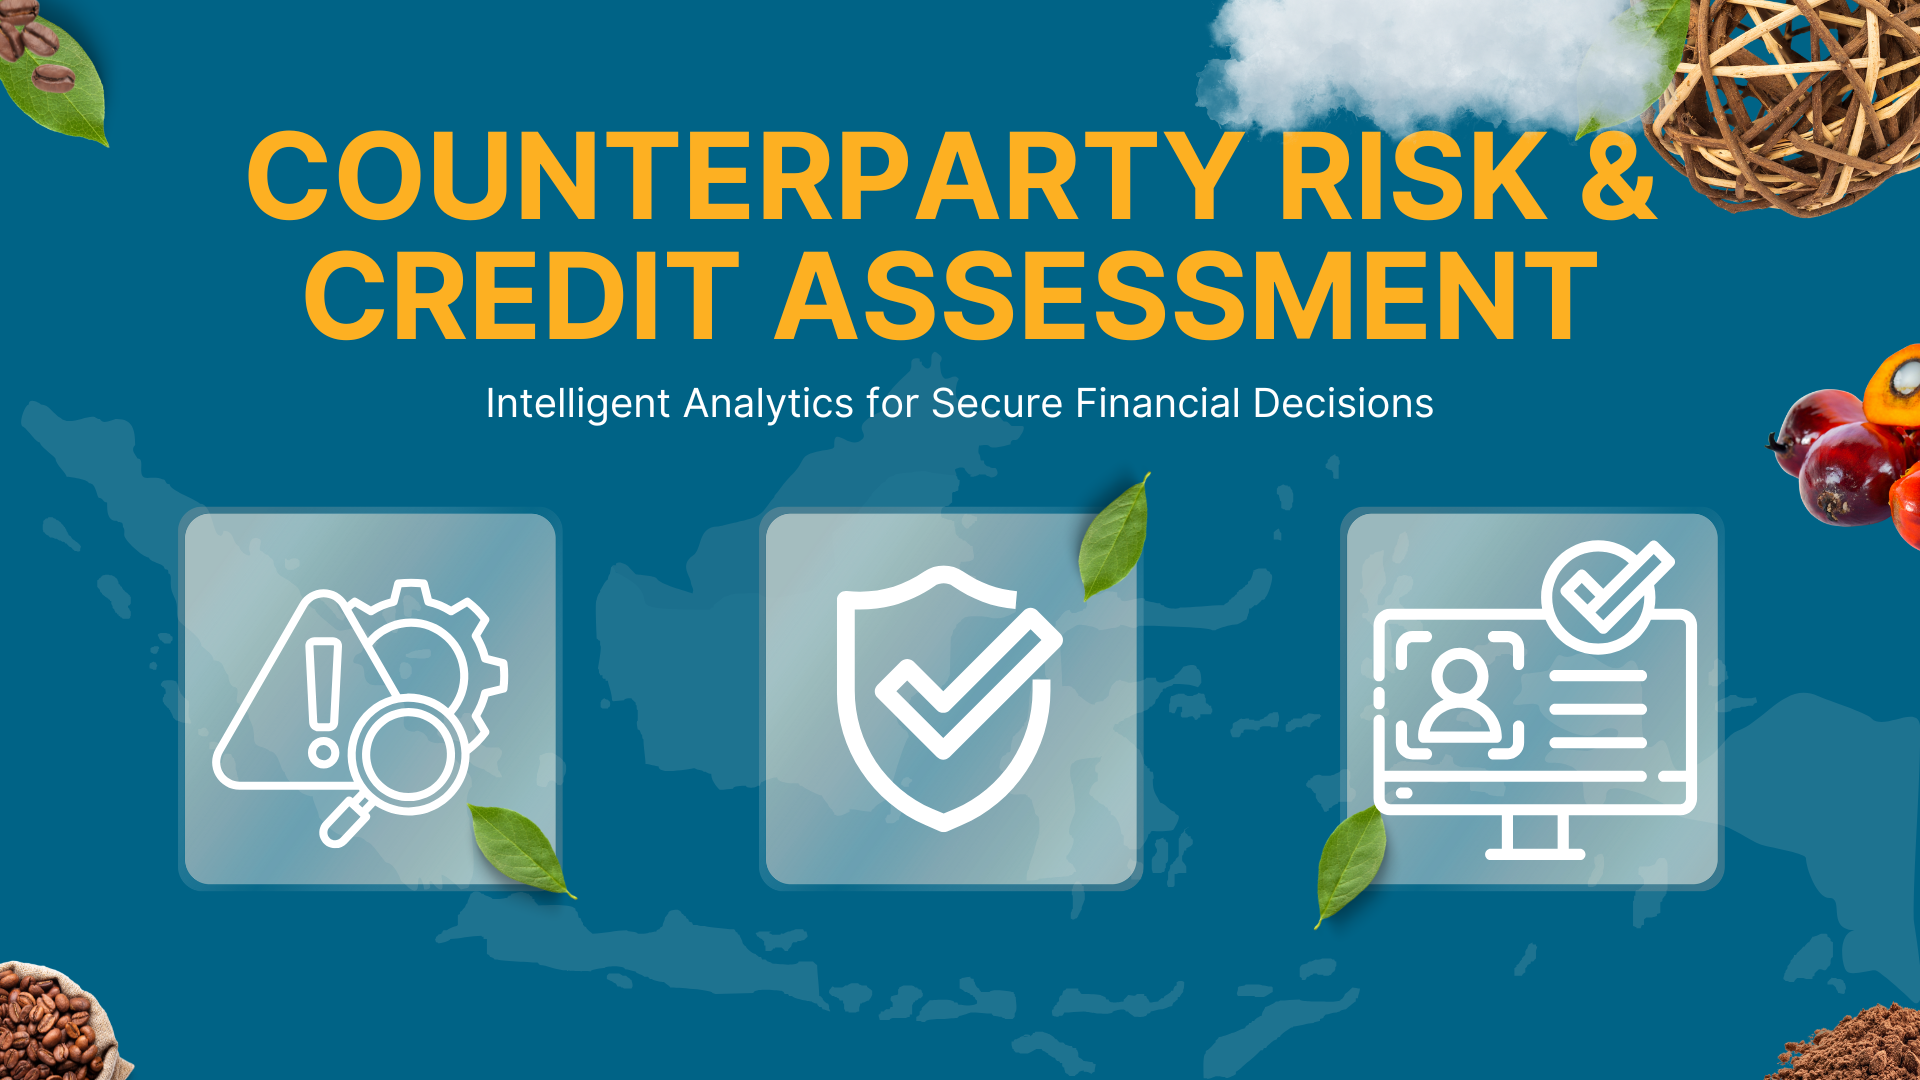 COUNTERPARTY RISK &
CREDIT ASSESSMENT
Intelligent Analytics for Secure Financial Decisions